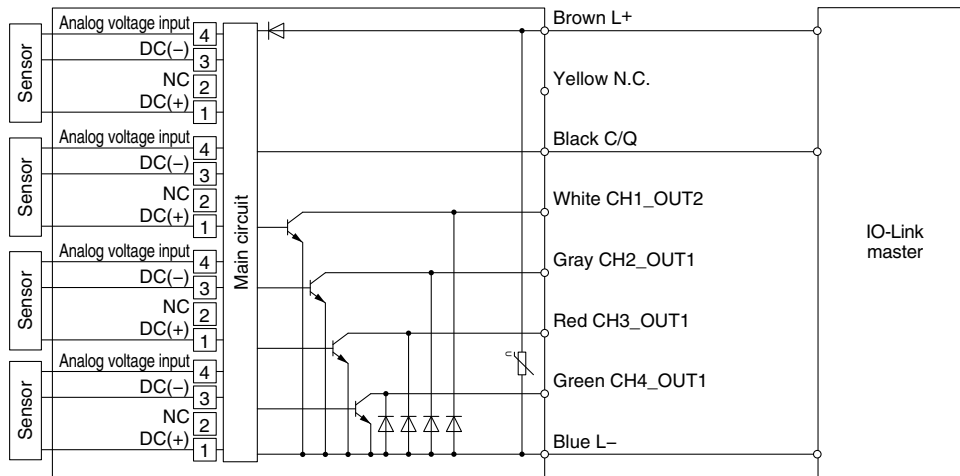 Sensor
Analog voltage input 4
DC(−) 3
NC 2
DC(+) 1
Sensor
Analog voltage input 4
DC(−) 3
NC 2
DC(+) 1
Sensor
Analog voltage input 4
DC(−) 3
NC 2
DC(+) 1
Sensor
Analog voltage input 4
DC(−) 3
NC 2
DC(+) 1
Main circuit
Brown L+
Yellow N.C.
Black C/Q
White CH1_OUT2
Gray CH2_OUT1
Red CH3_OUT1
Green CH4_OUT1
Blue L−
IO-Link
master